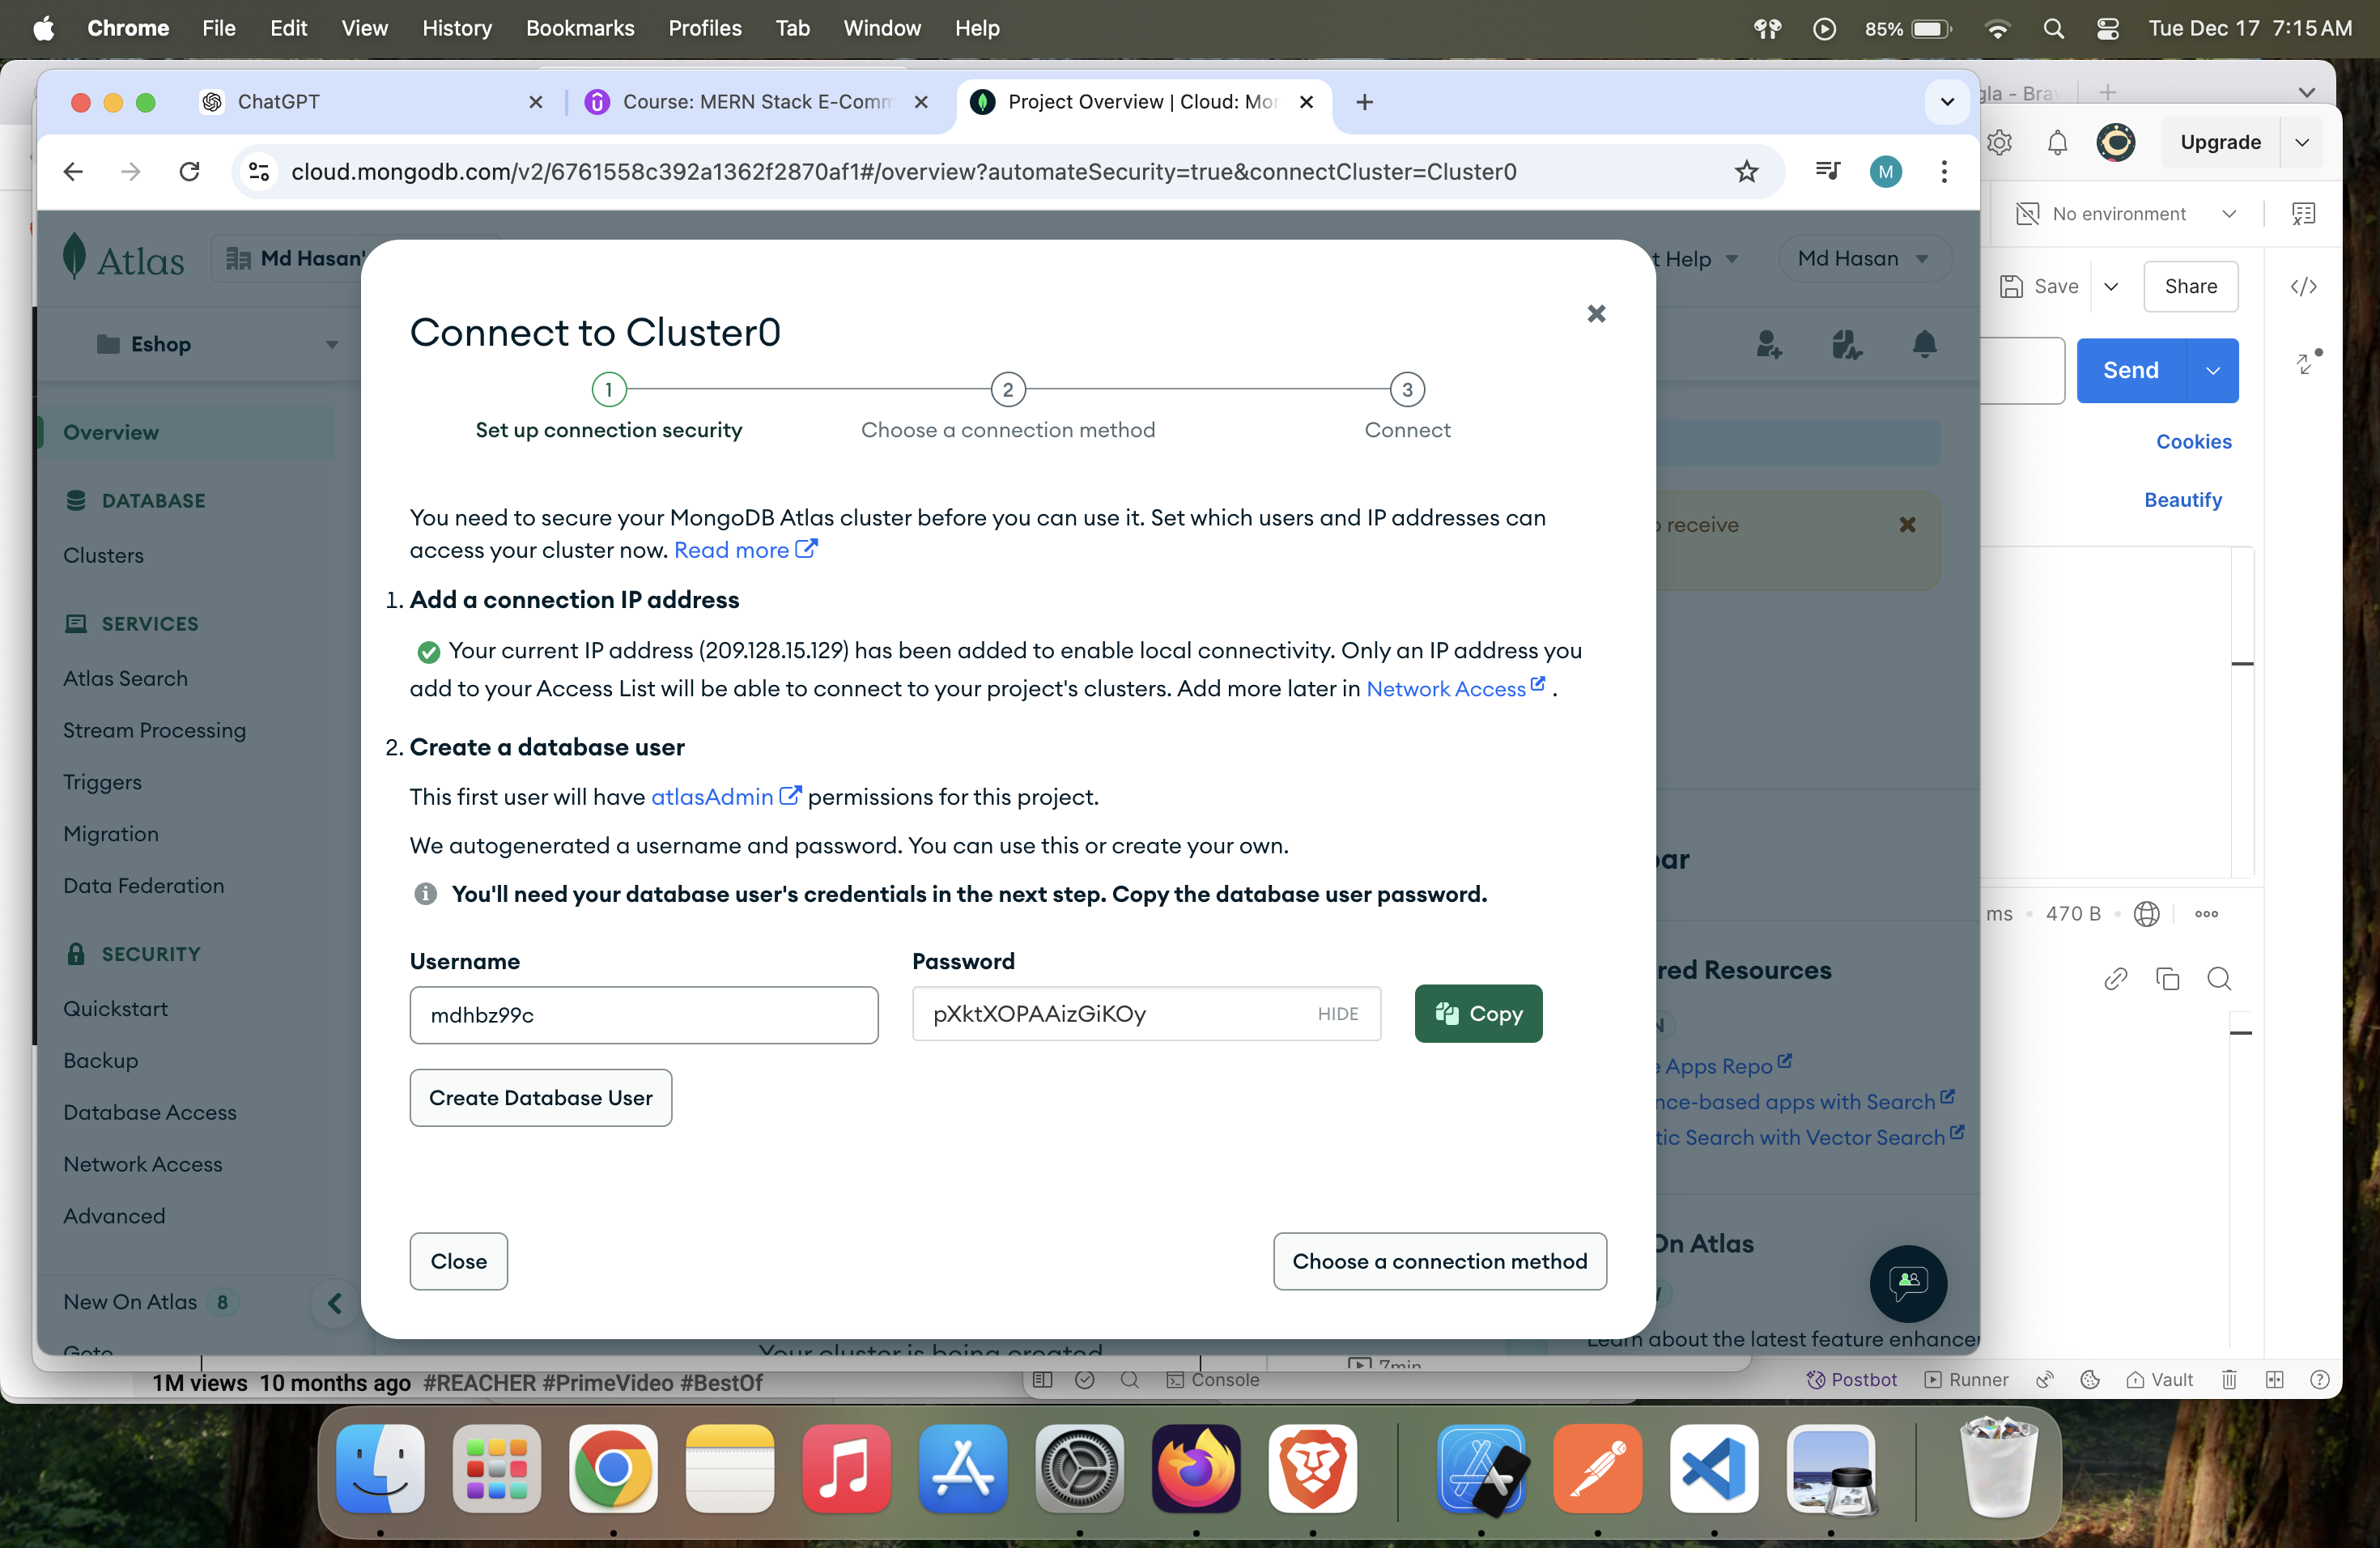 Chrome File Edit View History Bookmarks Profiles Tab Window Help 85% Tue Dec 17 7:15 AM
ChatGPT Course: MERN Stack E-Comm Project Overview | Cloud: Mon
gla - Brav
cloud.mongodb.com/v2/6761558c392a1362f2870af1#/overview?automateSecurity=true&connectCluster=Cluster0 M
Upgrade
No environment
Atlas Md Hasan' t Help Md Hasan
Save Share
Eshop
Send
Cookies
Beautify
Overview
DATABASE
Clusters
SERVICES
Atlas Search
Stream Processing
Triggers
Migration
Data Federation
SECURITY
Quickstart
Backup
Database Access
Network Access
Advanced
New On Atlas 8
Goto
Connect to Cluster0
1 2 3
Set up connection security Choose a connection method Connect
You need to secure your MongoDB Atlas cluster before you can use it. Set which users and IP addresses can
access your cluster now. Read more
1. Add a connection IP address
Your current IP address (209.128.15.129) has been added to enable local connectivity. Only an IP address you
add to your Access List will be able to connect to your project's clusters. Add more later in Network Access .
2. Create a database user
This first user will have atlasAdmin permissions for this project.
We autogenerated a username and password. You can use this or create your own.
You'll need your database user's credentials in the next step. Copy the database user password.
Username Password
mdhbz99c pXktXOPAAizGiKOy HIDE Copy
Create Database User
Close Choose a connection method
receive
ms 470 B
bar
red Resources
Apps Repo
nce-based apps with Search
tic Search with Vector Search
On Atlas
Learn about the latest feature enhance
Your cluster is being created
7min
1M views 10 months ago #REACHER #PrimeVideo #BestOf
Console Postbot Runner Vault